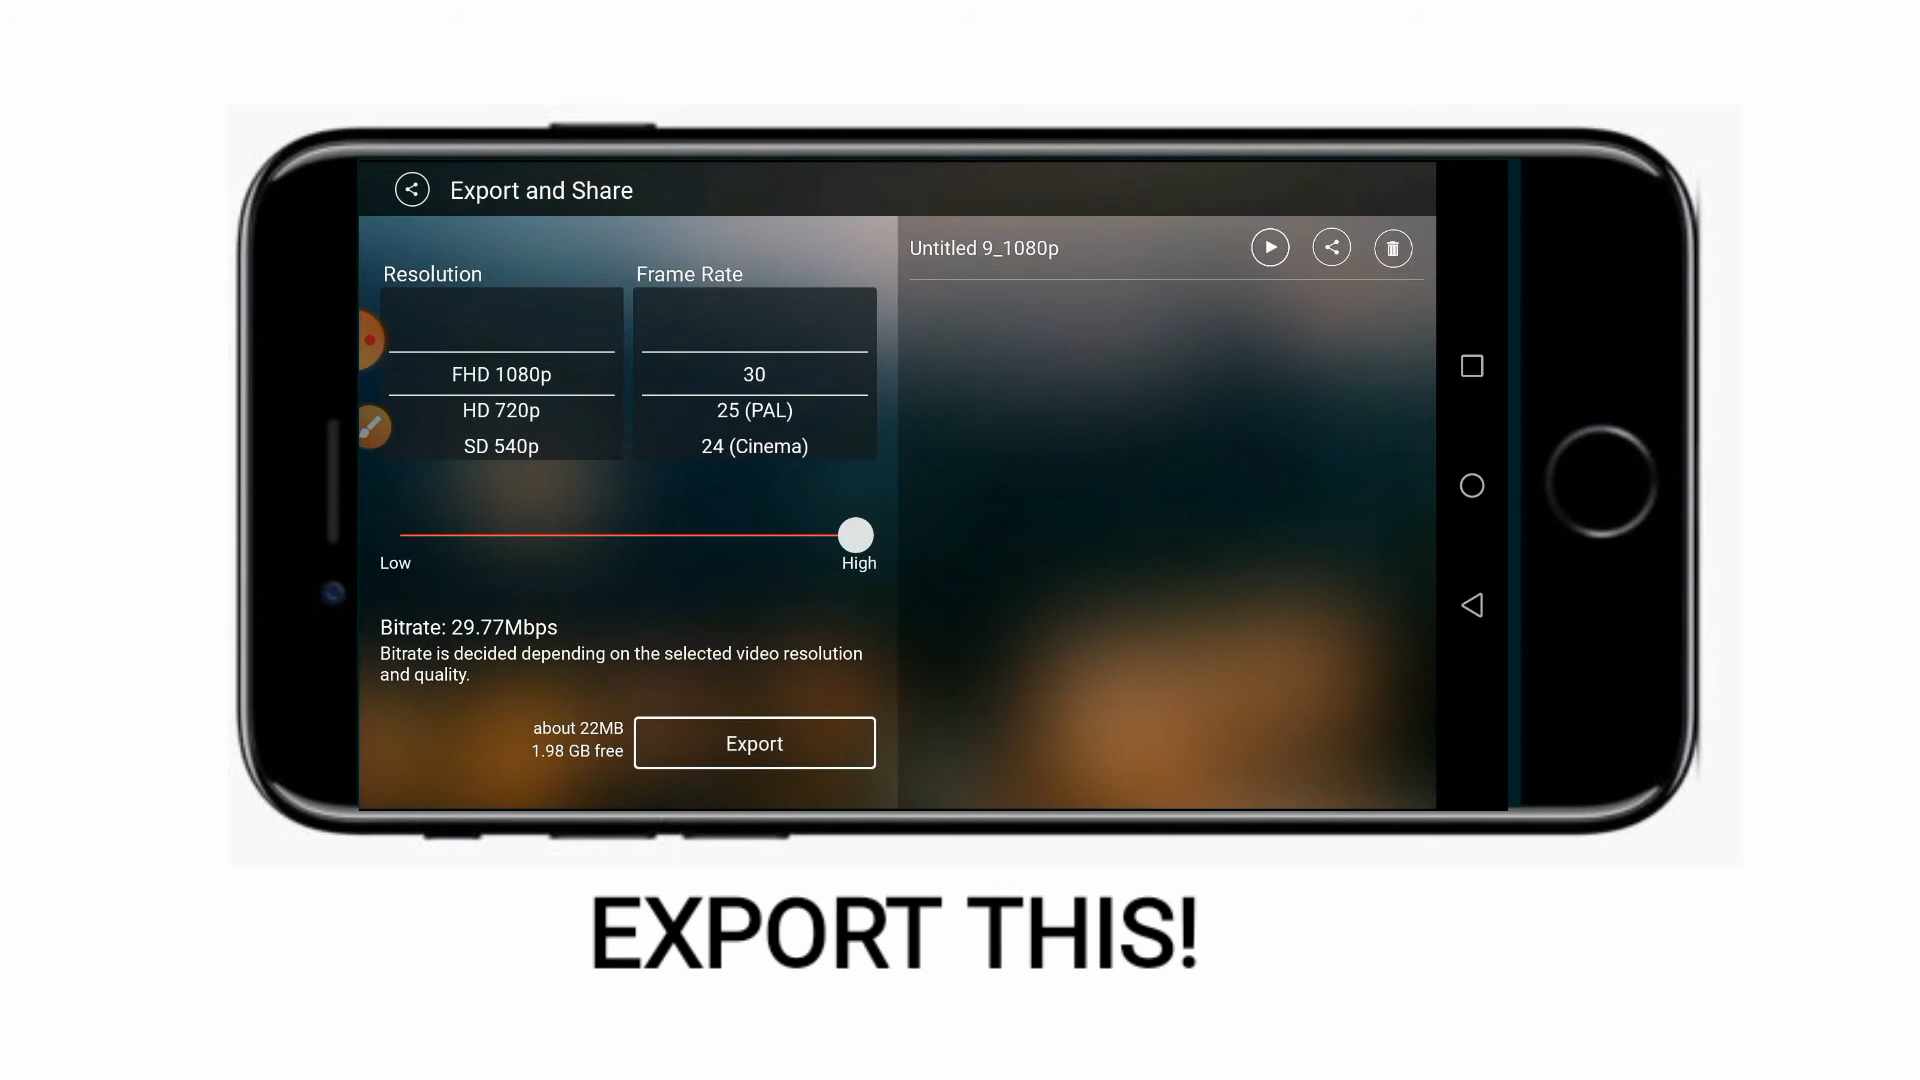 Export and Share
Resolution
Frame Rate
FHD 1080p
HD 720p
SD 540p
30
25 (PAL)
24 (Cinema)
Low
High
Bitrate: 29.77Mbps
Bitrate is decided depending on the selected video resolution
and quality.
about 22MB
1.98 GB free
Export
Untitled 9_1080p
EXPORT THIS!